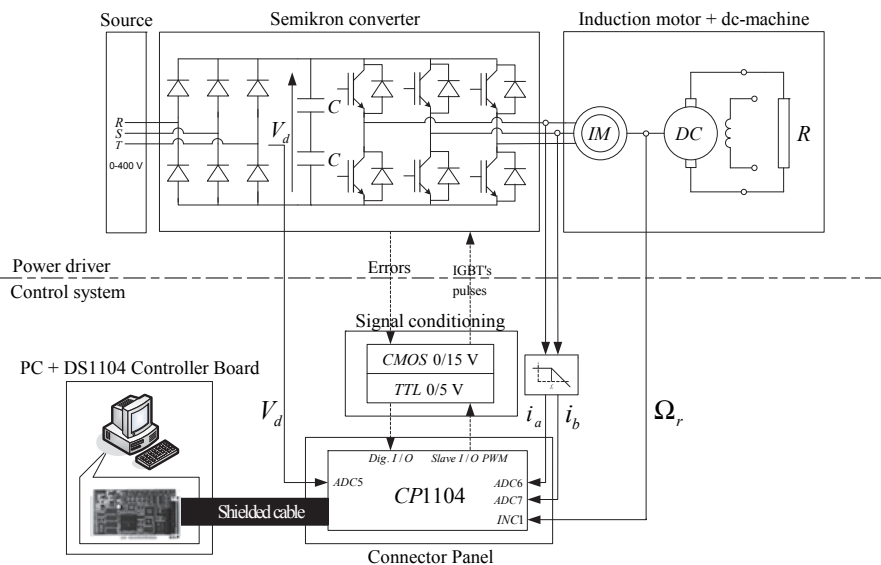 Source
Semikron converter
Induction motor + dc-machine
R
S
T
0-400 V
V_d
C
C
IM
DC
R
Power driver
Control system
Errors
IGBT's
pulses
Signal conditioning
CMOS 0/15 V
TTL 0/5 V
PC + DS1104 Controller Board
V_d
i_a
i_b
Ω_r
Dig. I / O
Slave I / O PWM
ADC5
CP1104
ADC6
ADC7
INC1
Shielded cable
Connector Panel